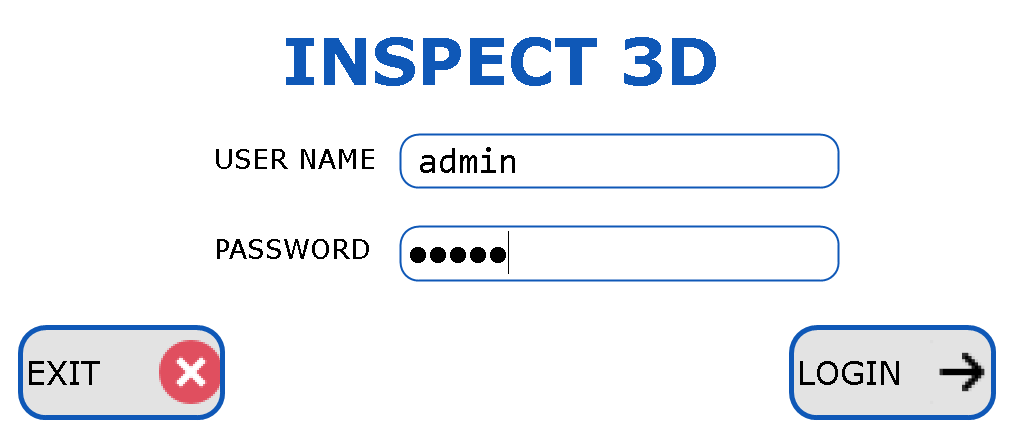 INSPECT 3D
USER NAME admin
PASSWORD ●●●●●
EXIT LOGIN